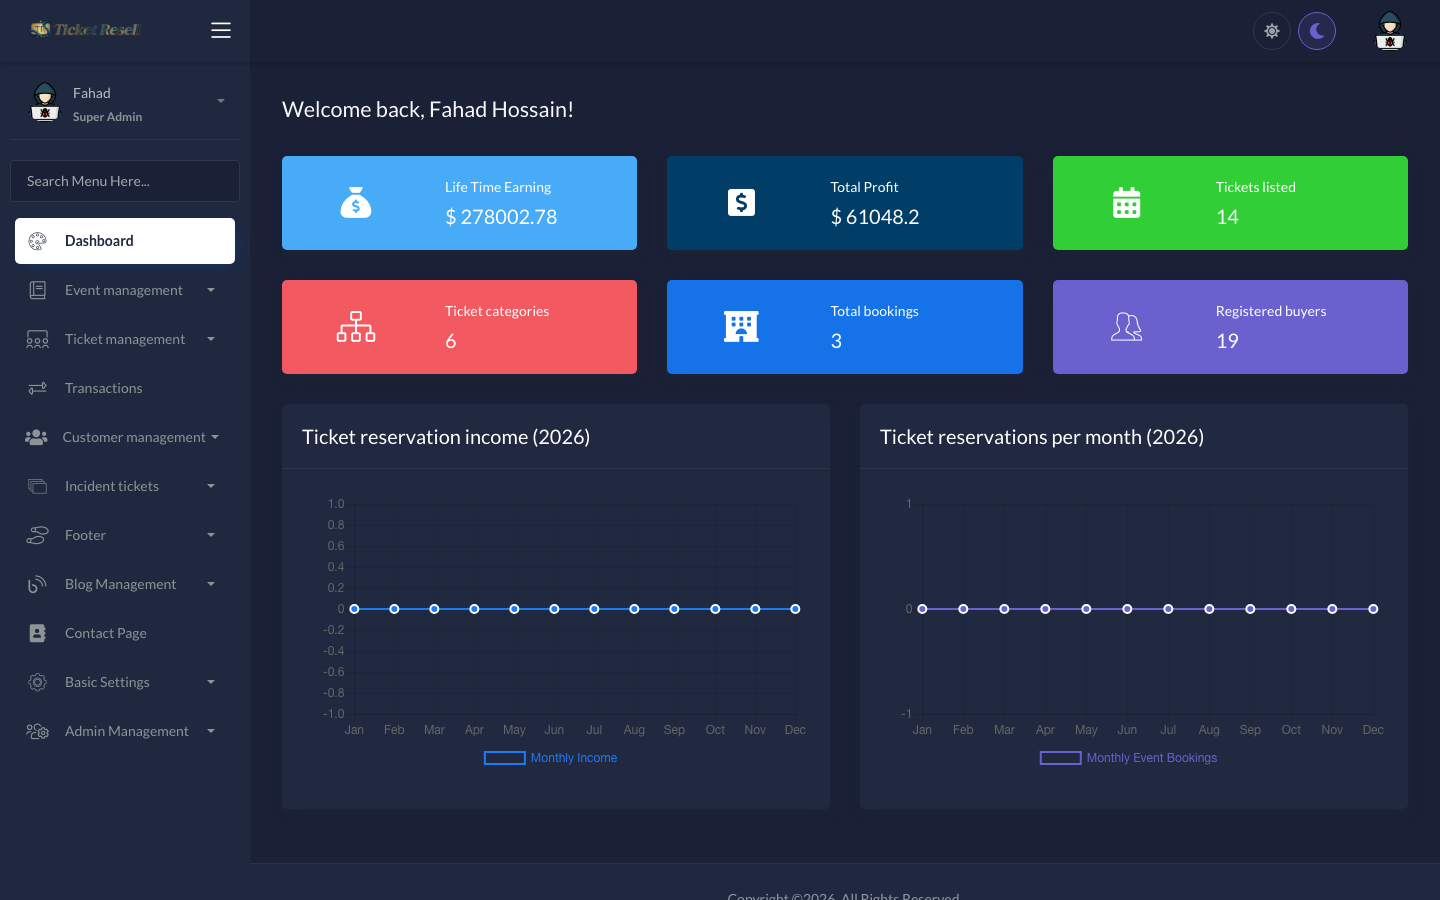 Ticket Resell
Fahad
Super Admin
Search Menu Here...
Dashboard
Event management
Ticket management
Transactions
Customer management
Incident tickets
Footer
Blog Management
Contact Page
Basic Settings
Admin Management
Welcome back, Fahad Hossain!
Life Time Earning
$ 278002.78
Total Profit
$ 61048.2
Tickets listed
14
Ticket categories
6
Total bookings
3
Registered buyers
19
Ticket reservation income (2026)
1.0
0.8
0.6
0.4
0.2
0
-0.2
-0.4
-0.6
-0.8
-1.0
Jan Feb Mar Apr May Jun Jul Aug Sep Oct Nov Dec
Monthly Income
Ticket reservations per month (2026)
1
0
-1
Jan Feb Mar Apr May Jun Jul Aug Sep Oct Nov Dec
Monthly Event Bookings
Copyright ©2026. All Rights Reserved.